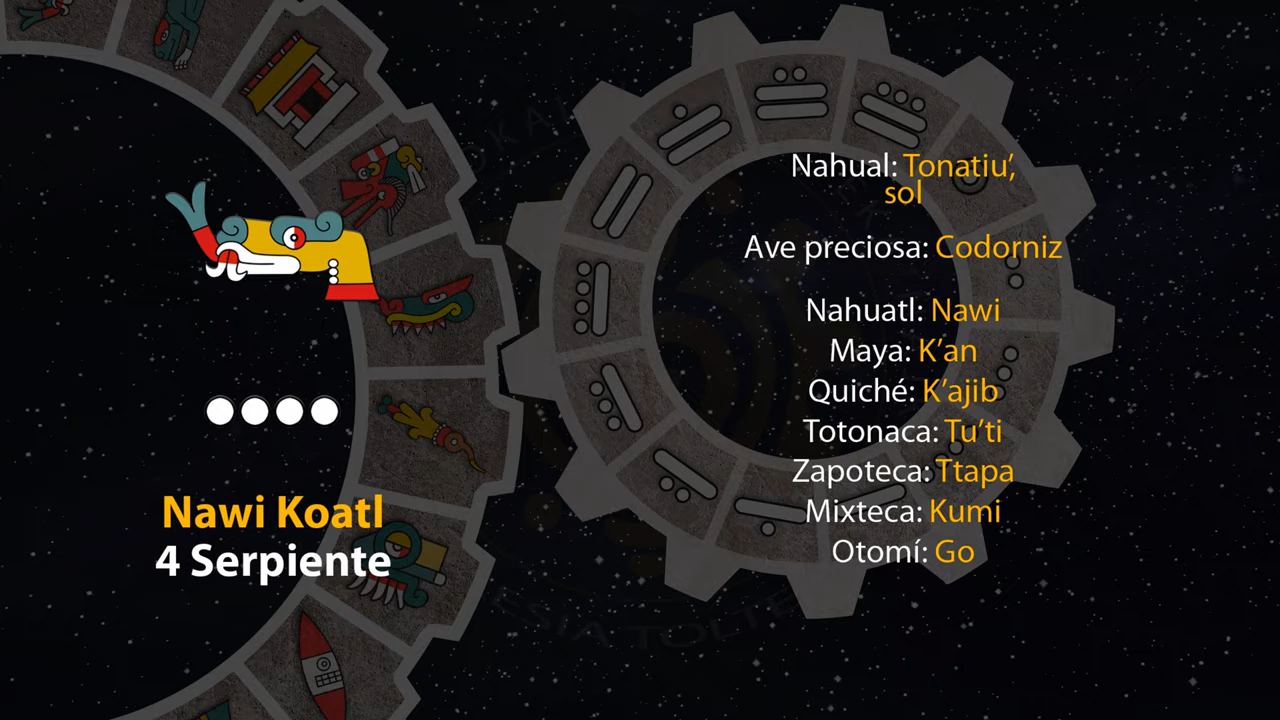 Nahual: Tonatiu’,
sol
Ave preciosa: Codorniz
Nahuatl: Nawi
Maya: K’an
Quiché: K’ajib
Totonaca: Tu’ti
Zapoteca: Ttapa
Mixteca: Kumi
Otomí: Go
Nawi Koatl
4 Serpiente